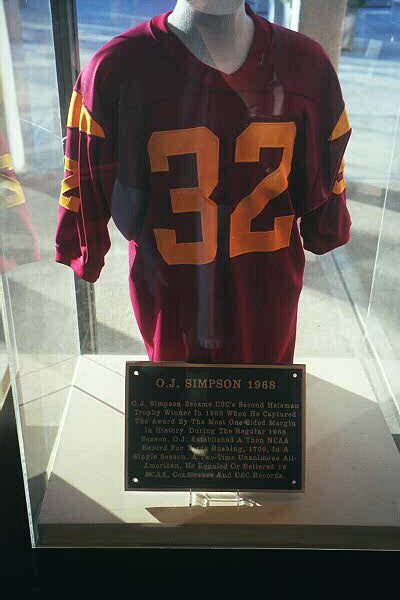 32
32
O.J. SIMPSON 1968
O.J. Simpson Became USC's Second Heisman
Trophy Winner In 1968 When He Captured
The Award By The Most One-Sided Margin
In History. During The Regular 1968
Season, O.J. Established A Then NCAA
Record For Yards Rushing, 1709, In A
Single Season. A Two-Time Unanimous All-
American, He Equaled Or Bettered 19
NCAA, Conference And USC Records.